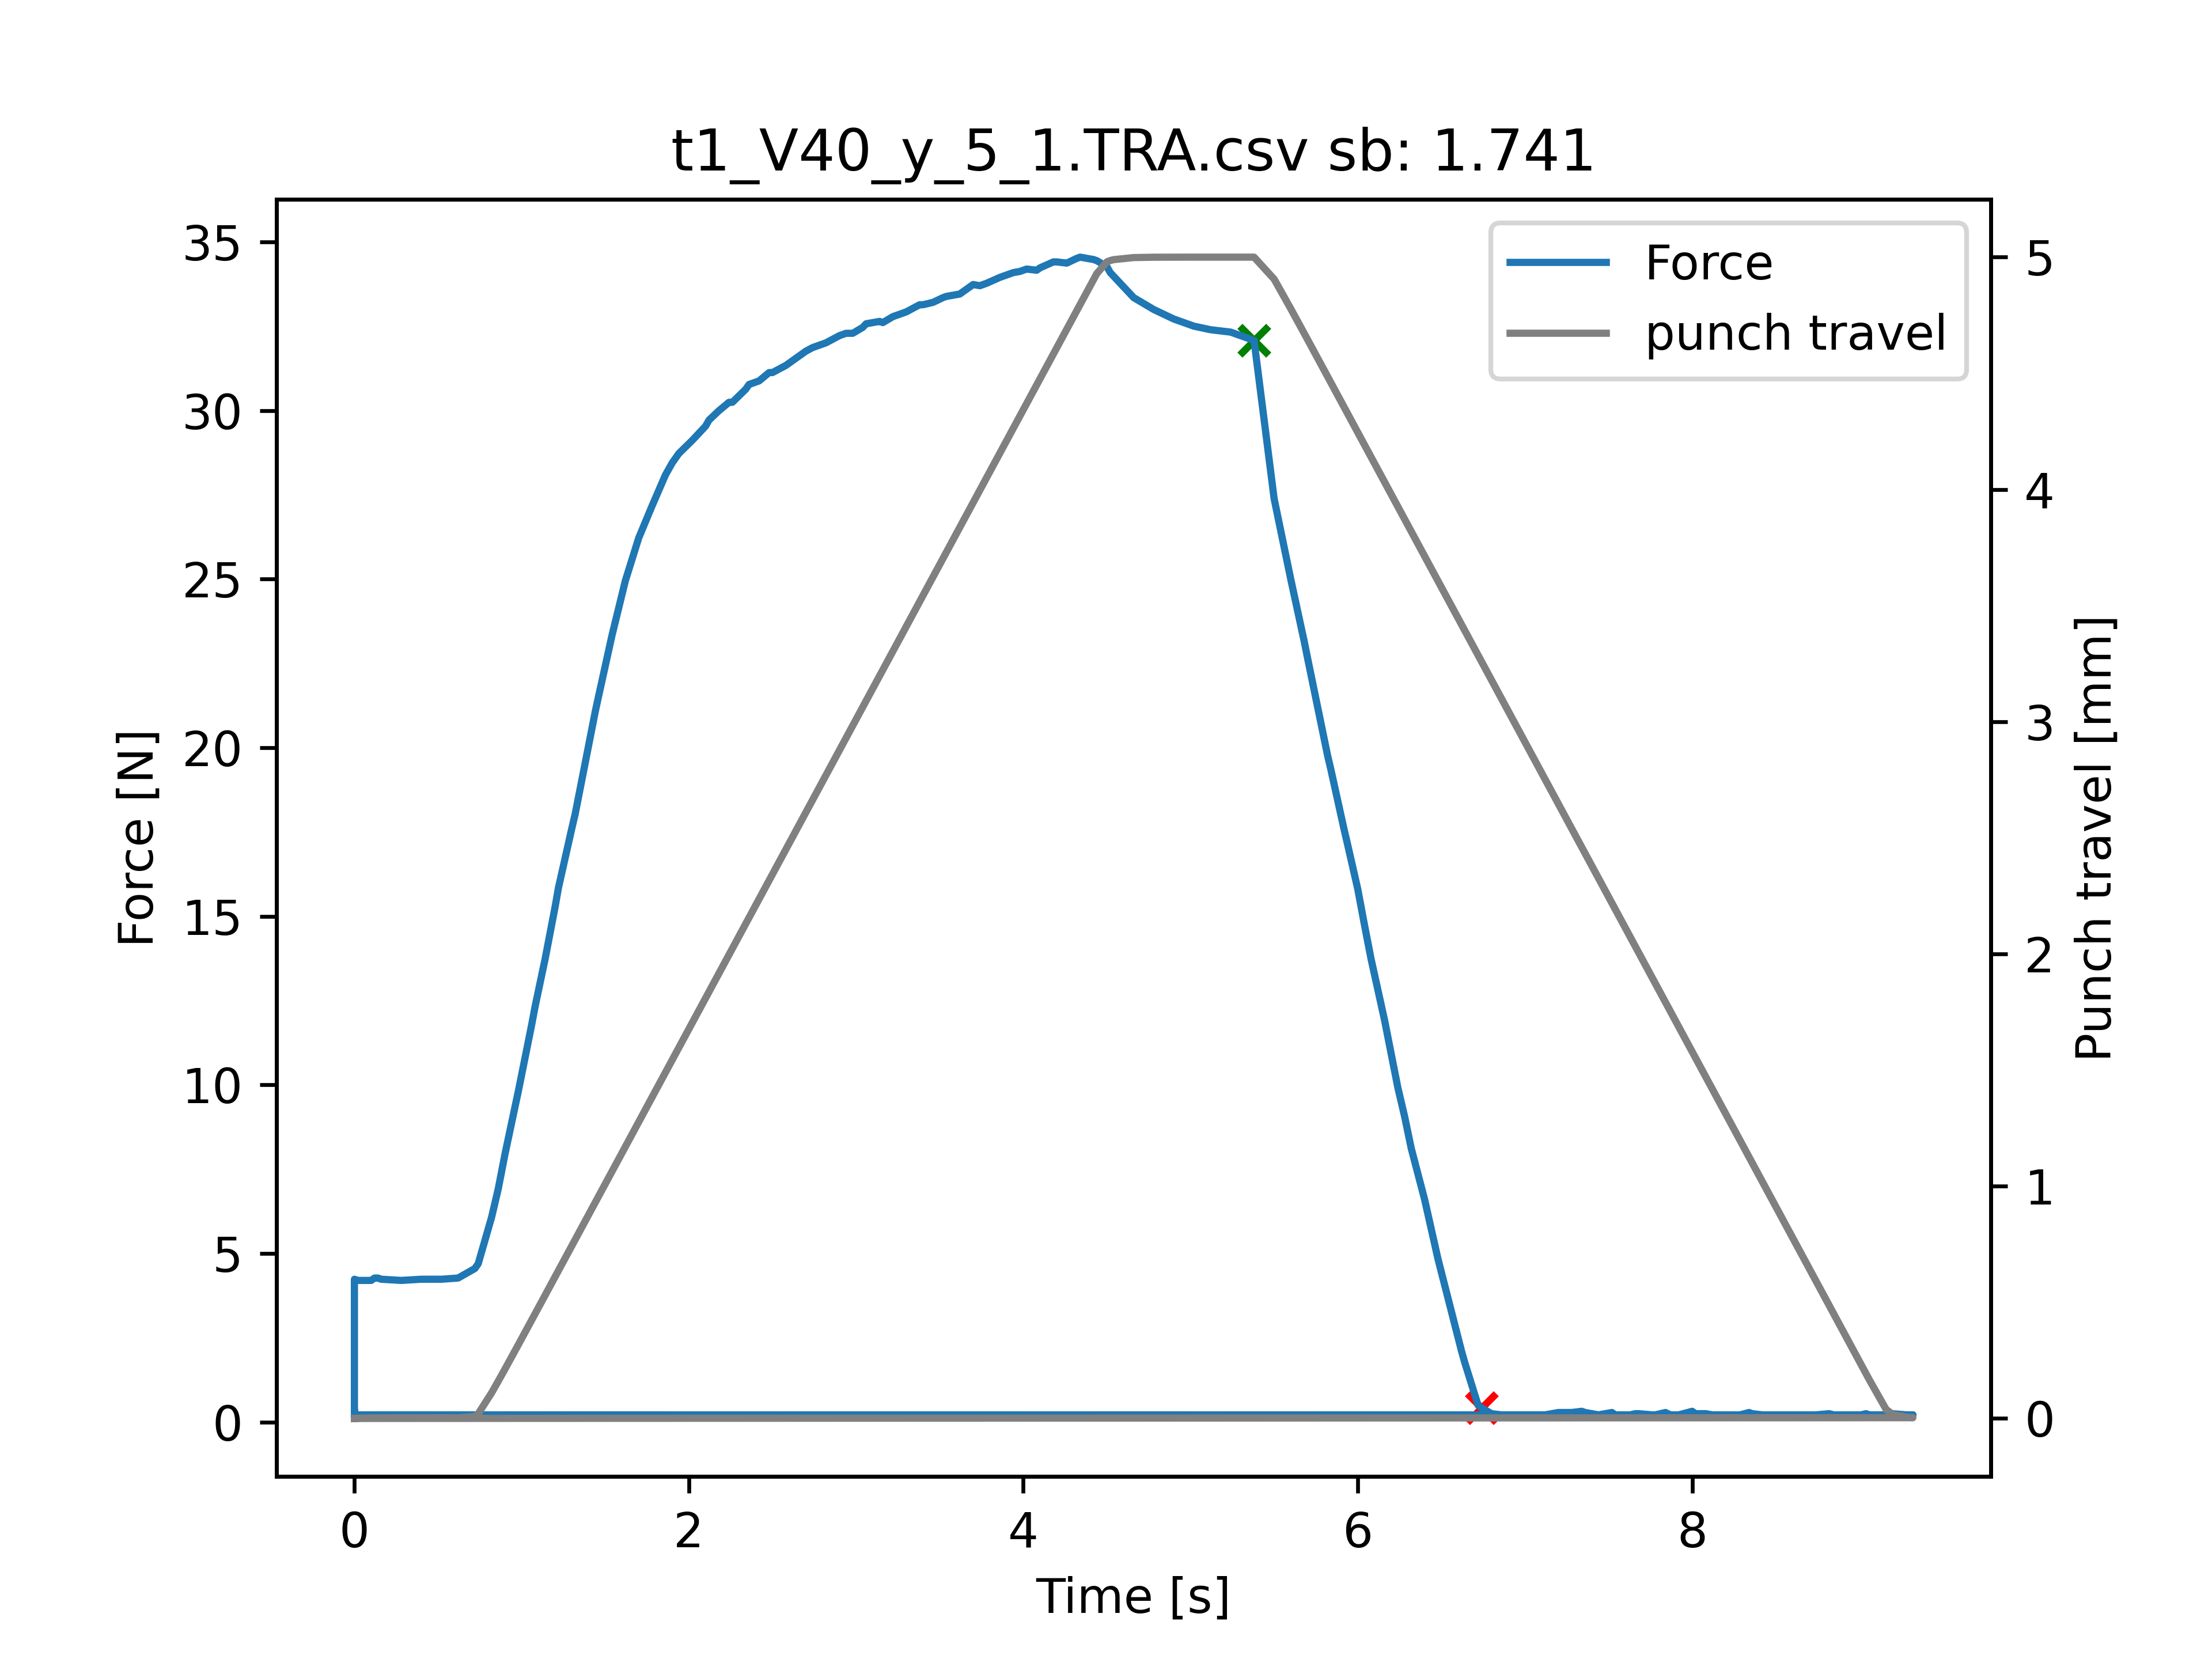 t1_V40_y_5_1.TRA.csv sb: 1.741
Force
punch travel
35
30
25
20
15
10
5
0
Force [N]
5
4
3
2
1
0
Punch travel [mm]
0 2 4 6 8
Time [s]